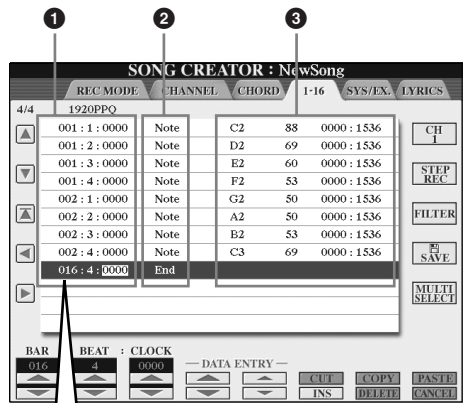 1 2 3
SONG CREATOR : NewSong
REC MODE CHANNEL CHORD 1-16 SYS/EX. LYRICS
4/4 1920PPQ
001 : 1 : 0000 Note C2 88 0000 : 1536
001 : 2 : 0000 Note D2 69 0000 : 1536
001 : 3 : 0000 Note E2 60 0000 : 1536
001 : 4 : 0000 Note F2 53 0000 : 1536
002 : 1 : 0000 Note G2 50 0000 : 1536
002 : 2 : 0000 Note A2 50 0000 : 1536
002 : 3 : 0000 Note B2 53 0000 : 1536
002 : 4 : 0000 Note C3 69 0000 : 1536
016 : 4 : 0000 End
CH
1
STEP
REC
FILTER
SAVE
MULTI
SELECT
BAR BEAT : CLOCK
016 4 0000
DATA ENTRY
CUT COPY PASTE
INS DELETE CANCEL